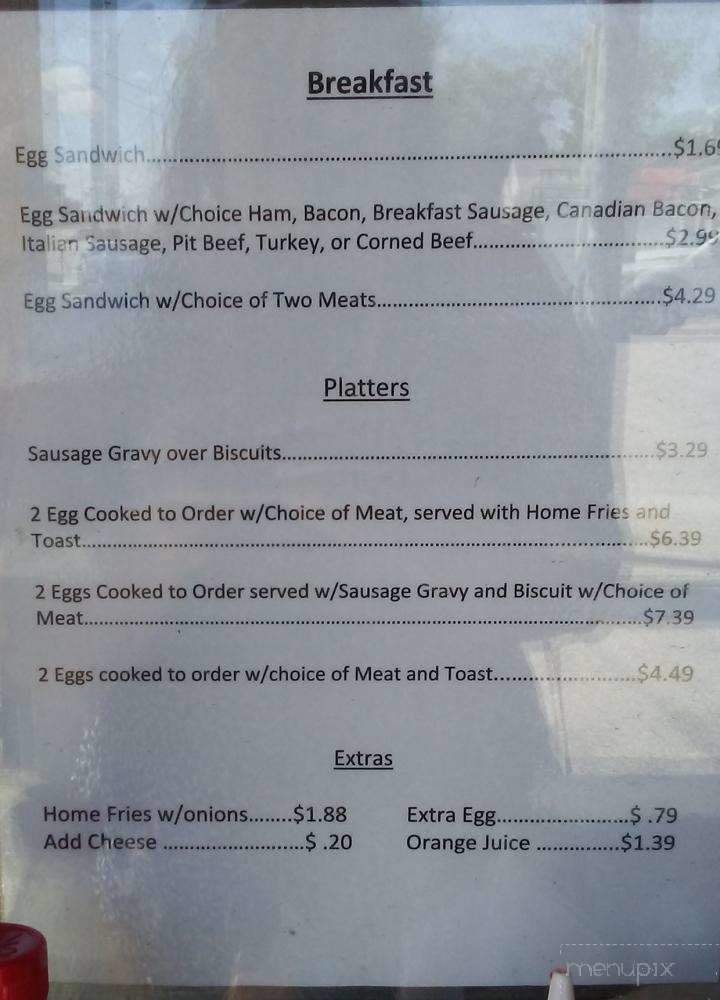 Breakfast
Egg Sandwich..........................................................................................$1.6
Egg Sandwich w/Choice Ham, Bacon, Breakfast Sausage, Canadian Bacon,
Italian Sausage, Pit Beef, Turkey, or Corned Beef.................................$2.99
Egg Sandwich w/Choice of Two Meats.................................................$4.29
Platters
Sausage Gravy over Biscuits.................................................................$3.29
2 Egg Cooked to Order w/Choice of Meat, served with Home Fries and
Toast....................................................................................................$6.39
2 Eggs Cooked to Order served w/Sausage Gravy and Biscuit w/Choice of
Meat.....................................................................................................$7.39
2 Eggs cooked to order w/choice of Meat and Toast.........................$4.49
Extras
Home Fries w/onions........$1.88 Extra Egg........................$ .79
Add Cheese ..........................$ .20 Orange Juice ...............$1.39
menupix